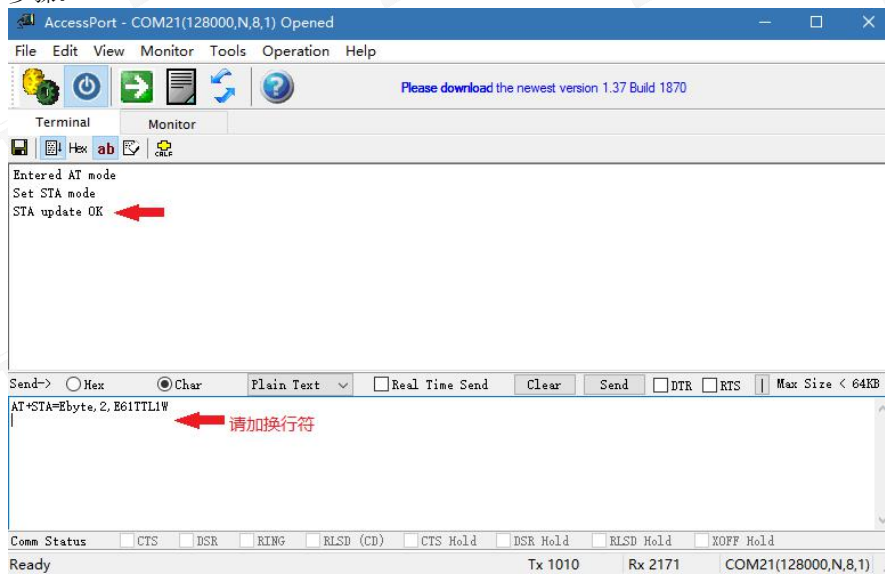 AccessPort - COM21(128000,N,8,1) Opened
File Edit View Monitor Tools Operation Help
Please download the newest version 1.37 Build 1870
Terminal Monitor
Hex ab CRLF
Entered AT mode
Set STA mode
STA update OK
Send-> Hex Char Plain Text Real Time Send Clear Send DTR RTS Max Size < 64KB
AT+STA=Ebyte,2,E61TTL1W
请加换行符
Comm Status CTS DSR RING RLSD (CD) CTS Hold DSR Hold RLSD Hold XOFF Hold
Ready Tx 1010 Rx 2171 COM21(128000,N,8,1)